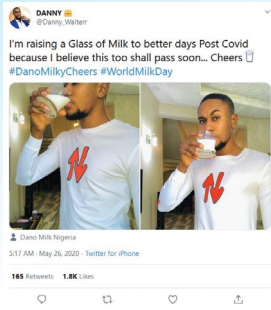 DANNY
@Danny_Walterr
I'm raising a Glass of Milk to better days Post Covid
because I believe this too shall pass soon... Cheers
#DanoMilkyCheers #WorldMilkDay
Dano Milk Nigeria
5:17 AM · May 26, 2020 · Twitter for iPhone
165 Retweets 1.8K Likes